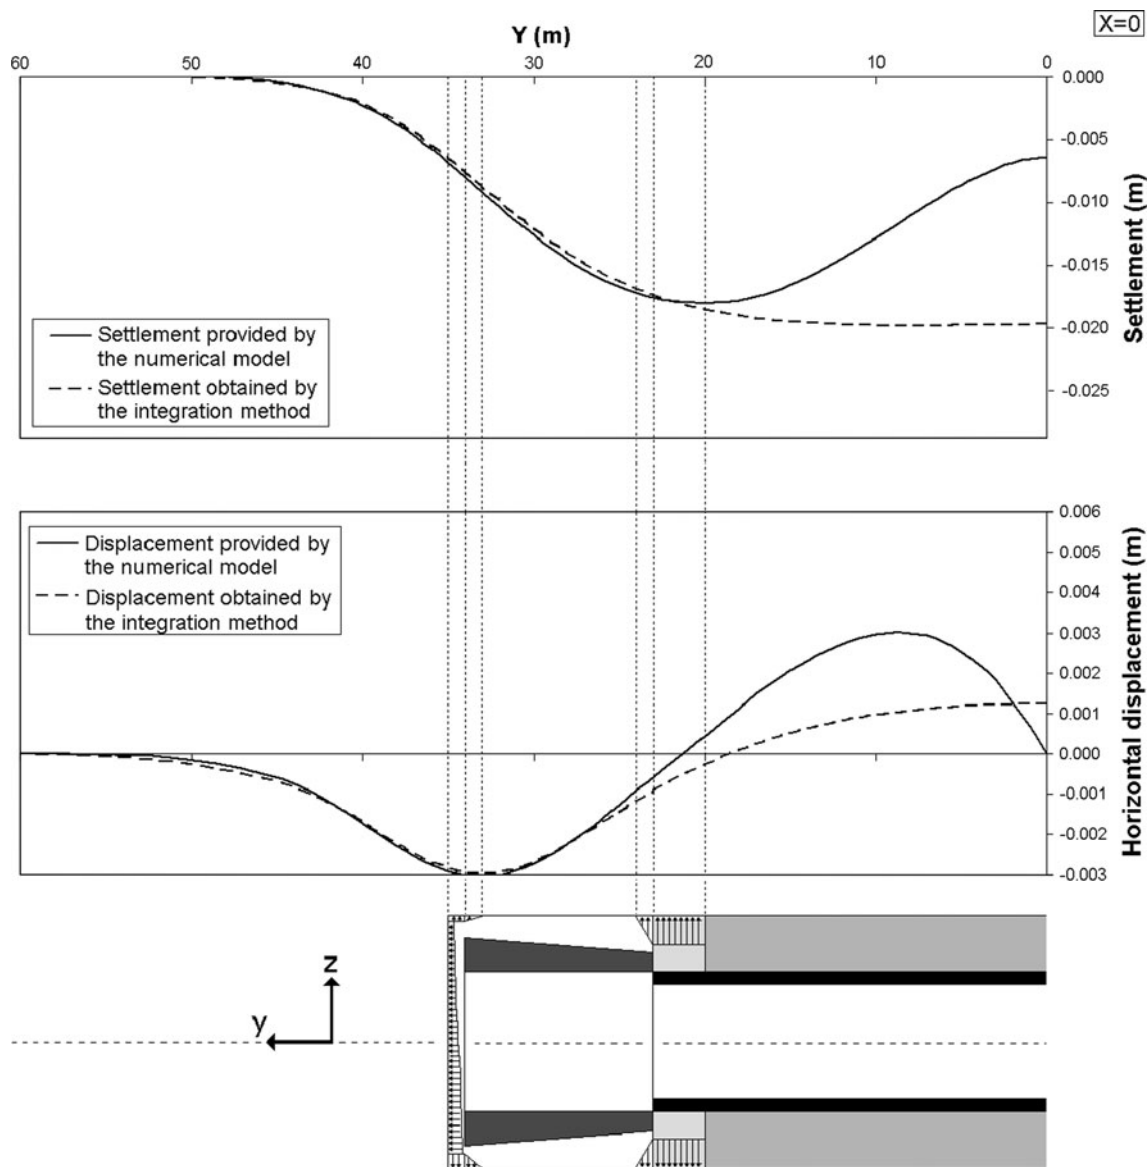 X=0
Y (m)
60 50 40 30 20 10 0
0.000
-0.005
-0.010
-0.015
-0.020
-0.025
Settlement (m)
Settlement provided by
the numerical model
Settlement obtained by
the integration method
0.006
0.005
0.004
0.003
0.002
0.001
0.000
-0.001
-0.002
-0.003
Horizontal displacement (m)
Displacement provided by
the numerical model
Displacement obtained by
the integration method
z
y